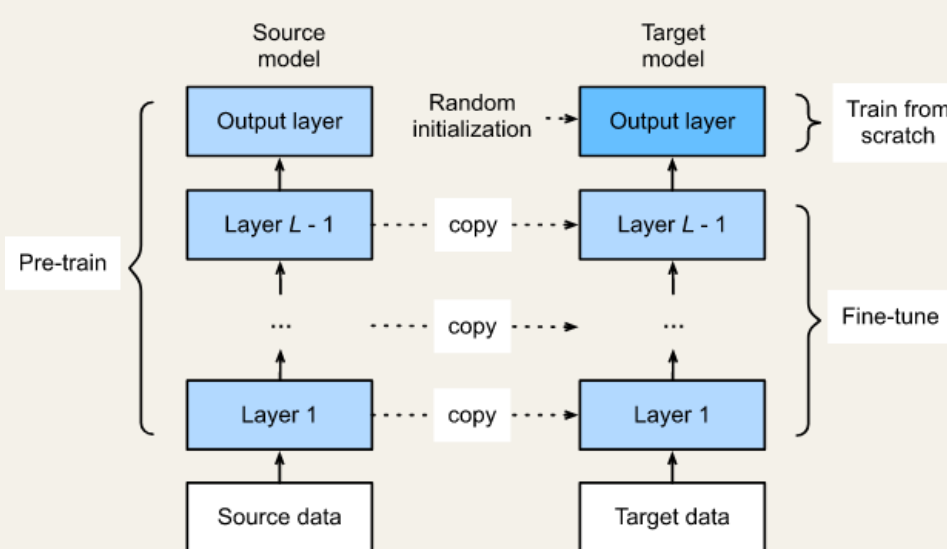 Source
model
Target
model
Output layer
Random
initialization
Output layer
Train from
scratch
Layer L - 1
copy
Layer L - 1
Pre-train
...
copy
...
Fine-tune
Layer 1
copy
Layer 1
Source data
Target data